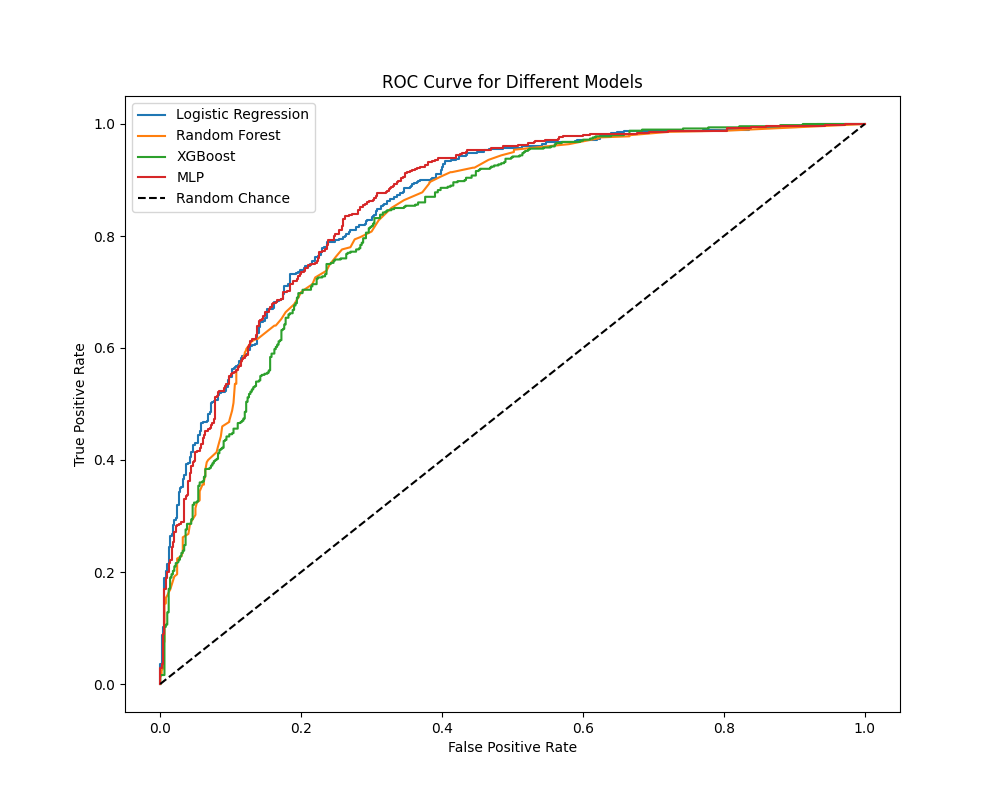 ROC Curve for Different Models
Logistic Regression
Random Forest
XGBoost
MLP
Random Chance
True Positive Rate
1.0
0.8
0.6
0.4
0.2
0.0
0.0 0.2 0.4 0.6 0.8 1.0
False Positive Rate